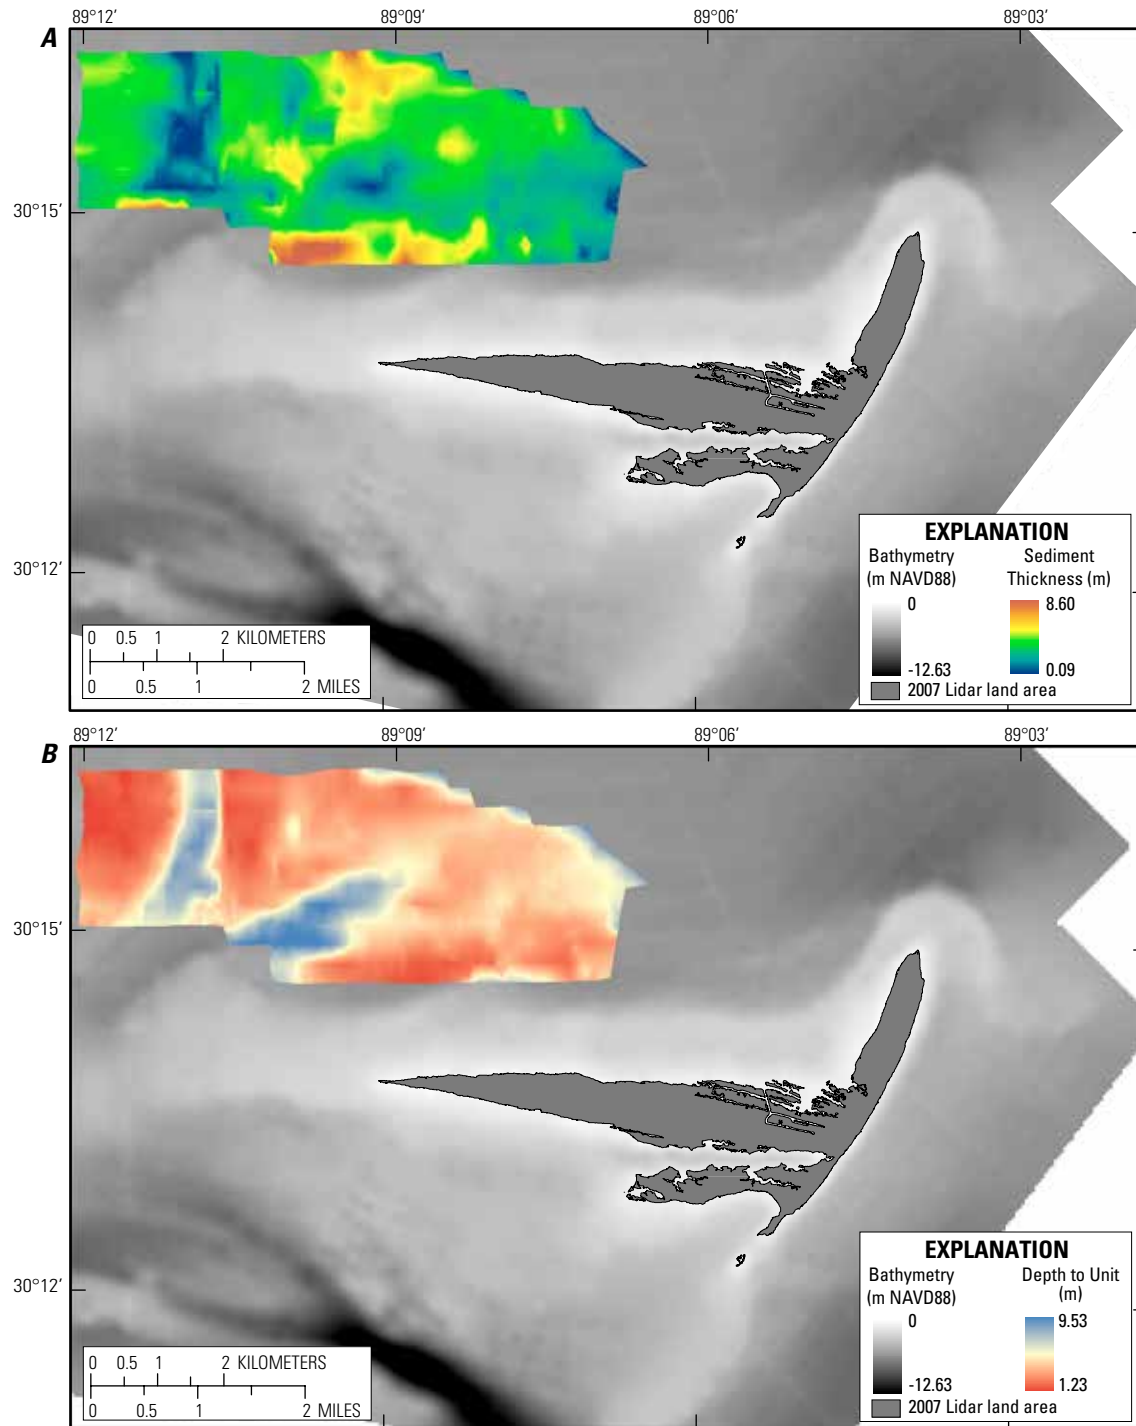 89°12′ 89°09′ 89°06′ 89°03′
A
30°15′
30°12′
EXPLANATION
Bathymetry
(m NAVD88)
0
-12.63
Sediment
Thickness (m)
8.60
0.09
2007 Lidar land area
0 0.5 1 2 KILOMETERS
0 0.5 1 2 MILES
89°12′ 89°09′ 89°06′ 89°03′
B
30°15′
30°12′
EXPLANATION
Bathymetry
(m NAVD88)
0
-12.63
Depth to Unit
(m)
9.53
1.23
2007 Lidar land area
0 0.5 1 2 KILOMETERS
0 0.5 1 2 MILES